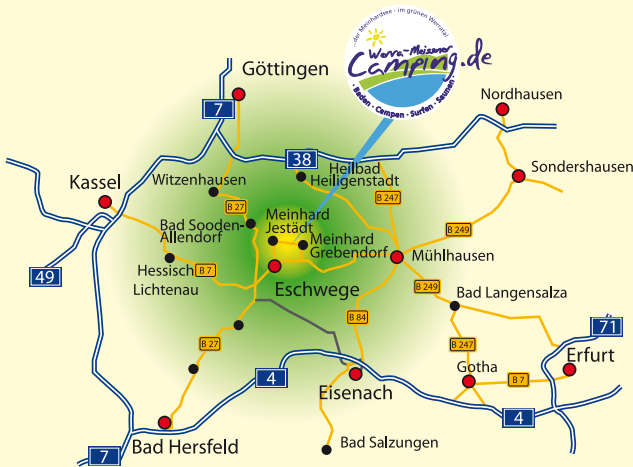 ...der Meinhardsee - im grünen Werratal
Werra-Meissner
Camping.de
• Baden • Campen • Surfen • Saunen •
Göttingen
Nordhausen
7
38
Heilbad
Heiligenstadt
Sondershausen
Kassel
Witzenhausen
B 27
B 247
Bad Sooden-
Allendorf
Meinhard
Jestädt
Meinhard
Grebendorf
B 249
Mühlhausen
49
Hessisch
Lichtenau
B 7
Eschwege
B 249
Bad Langensalza
B 84
71
B 27
B 247
Erfurt
4
Gotha
B 7
Eisenach
4
Bad Hersfeld
Bad Salzungen
7